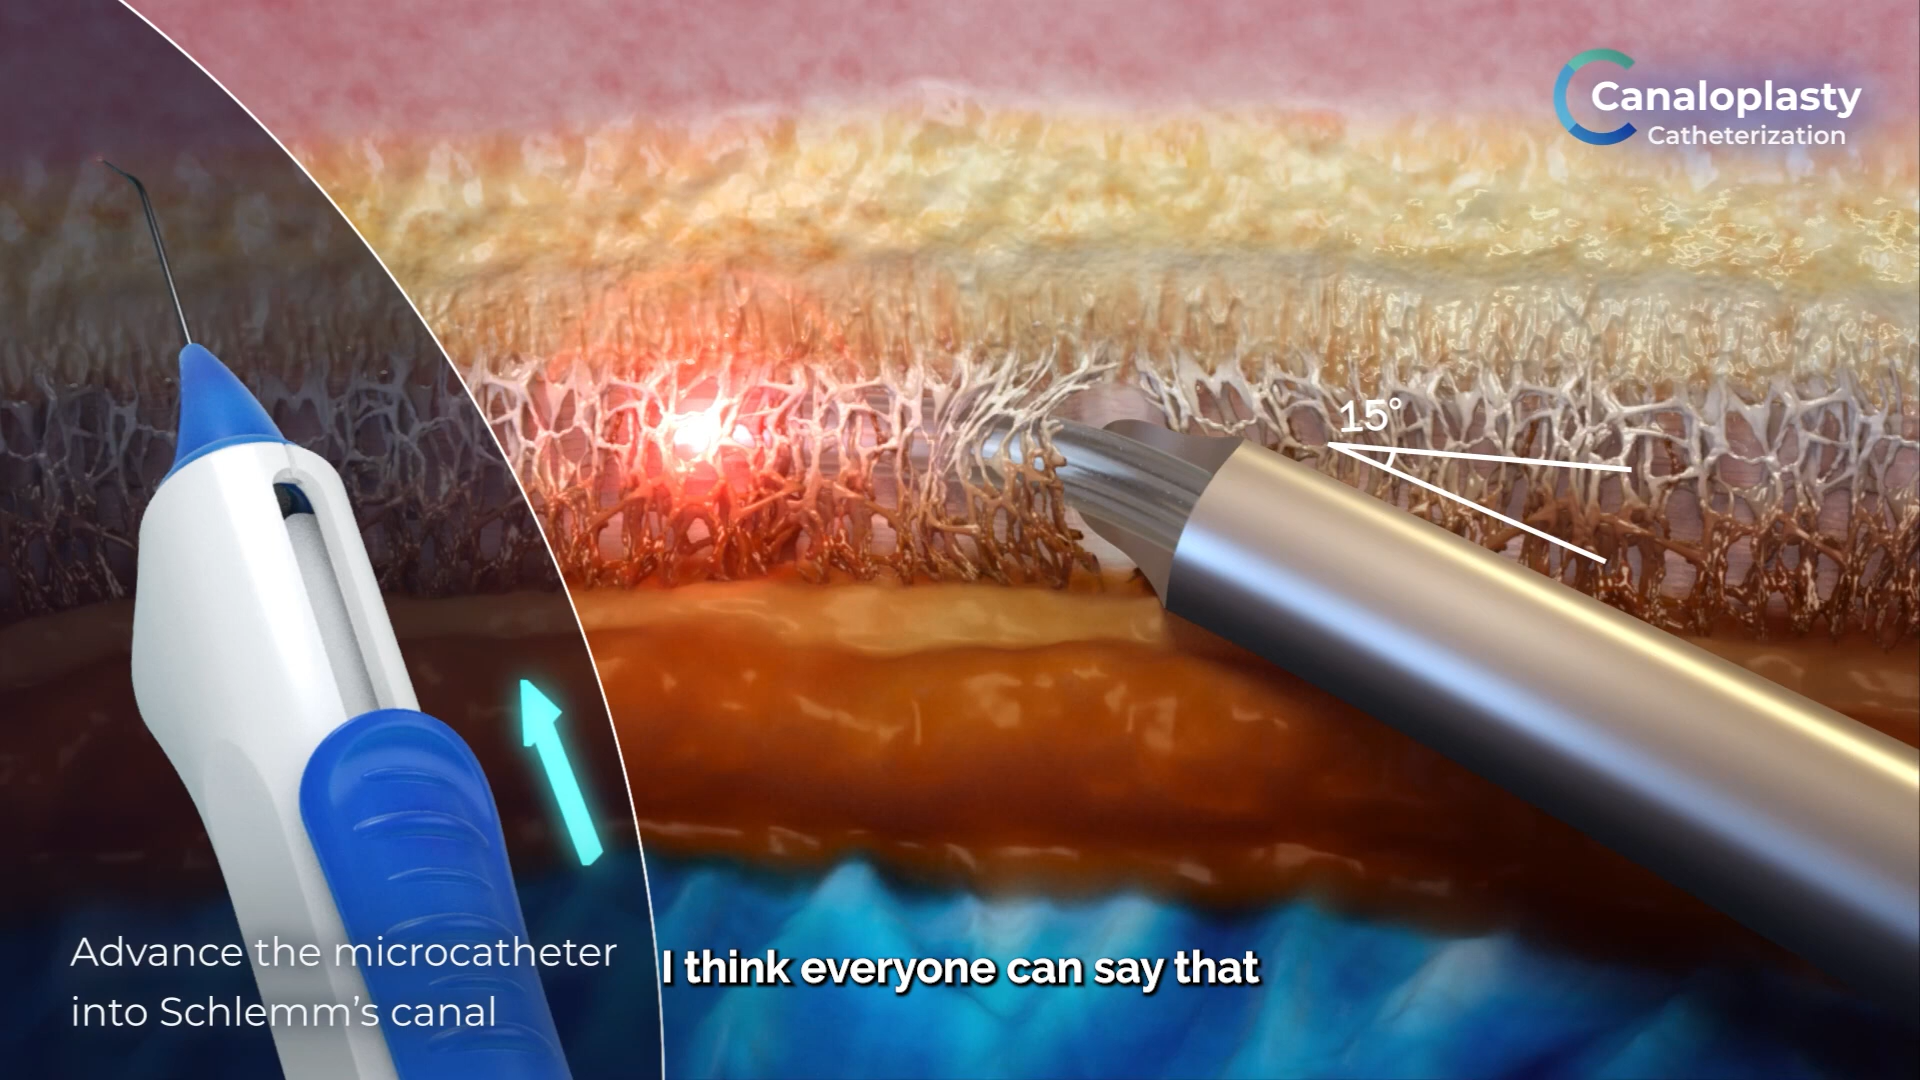 Canaloplasty
Catheterization
15°
Advance the microcatheter
into Schlemm’s canal
I think everyone can say that